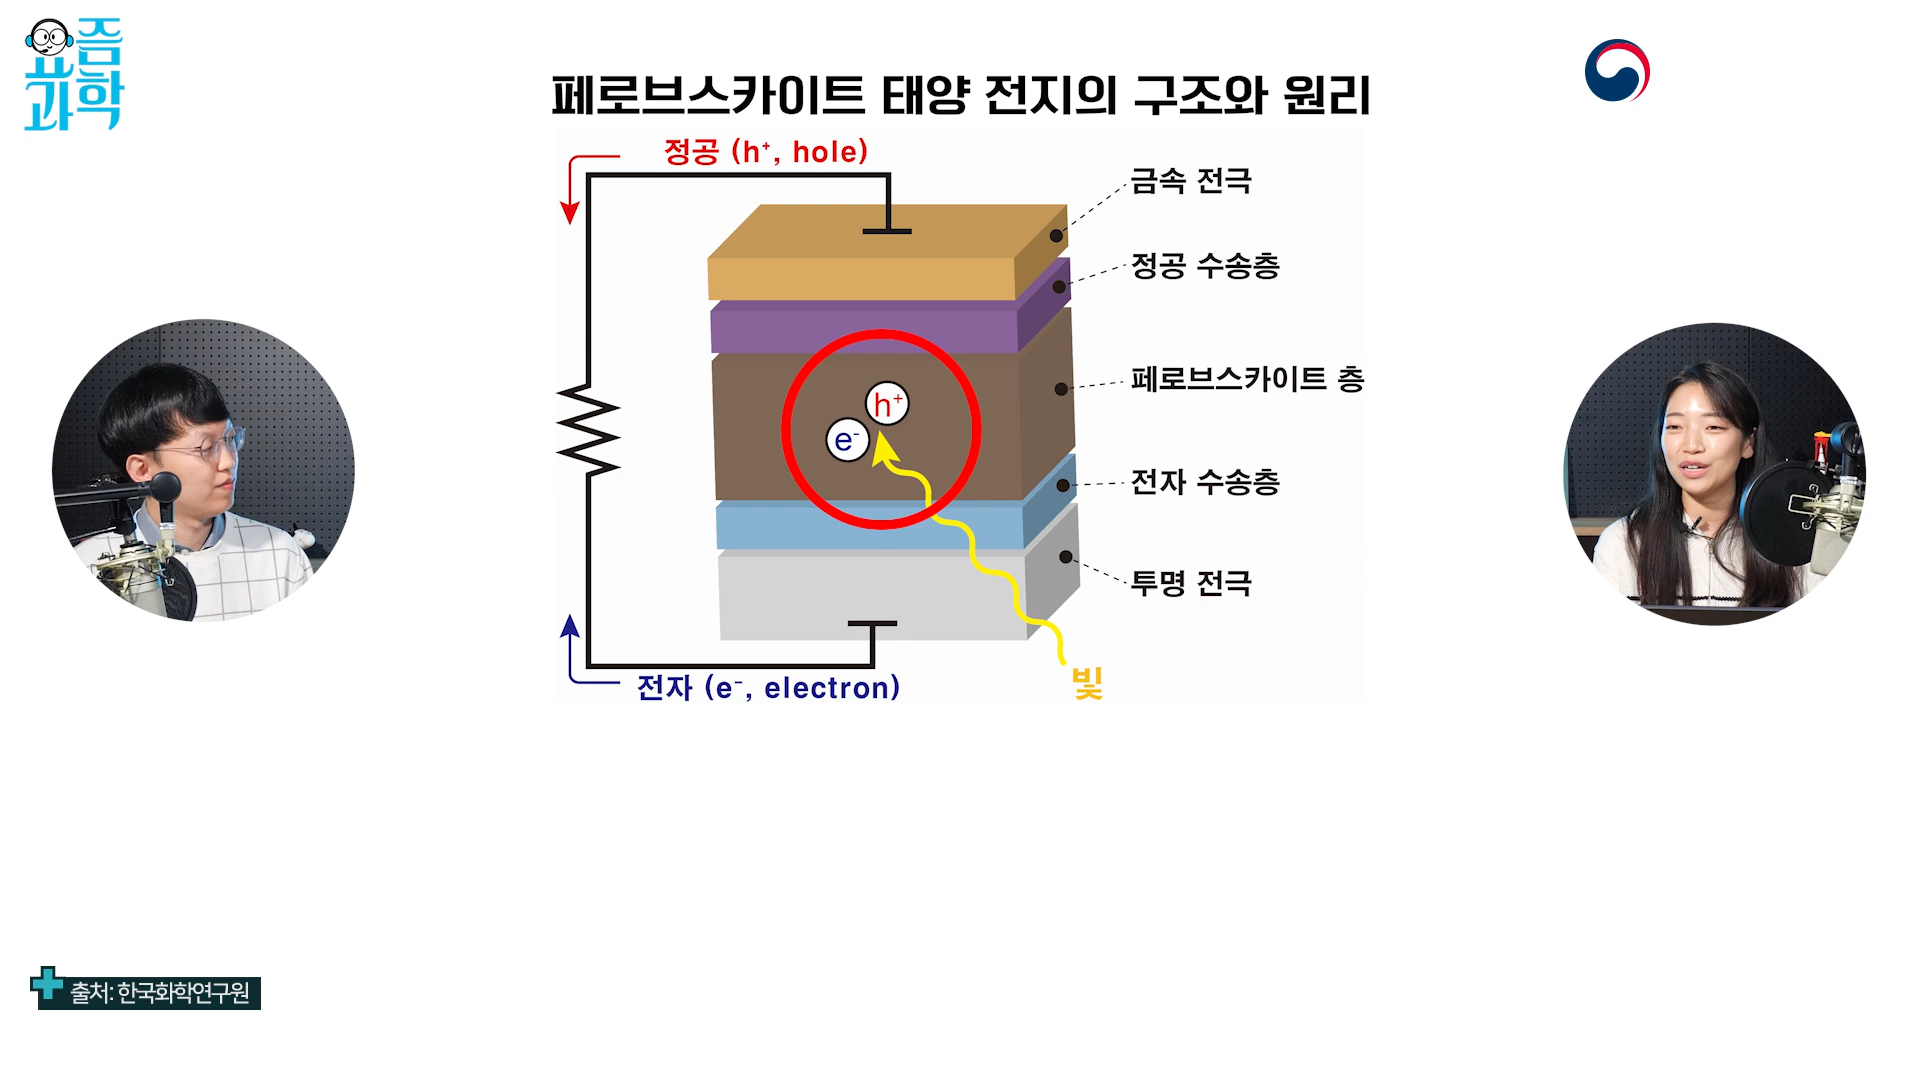 요즘과학
페로브스카이트 태양 전지의 구조와 원리
정공 (h⁺, hole)
금속 전극
정공 수송층
페로브스카이트 층
h⁺
e⁻
전자 수송층
투명 전극
빛
전자 (e⁻, electron)
출처: 한국화학연구원